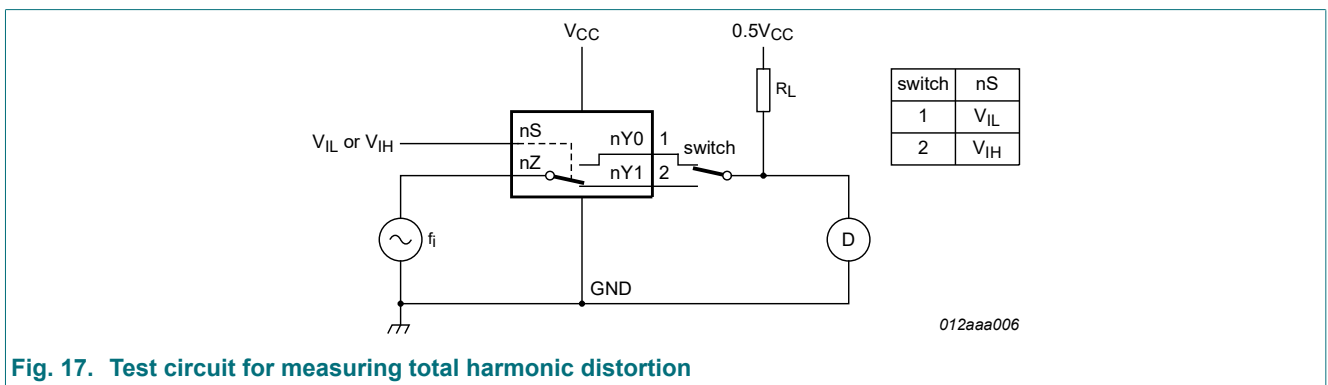 VCC
0.5VCC
RL
switch nS
1 VIL
2 VIH
VIL or VIH
nS
nY0 1
switch
nZ
nY1 2
fi
D
GND
012aaa006
Fig. 17. Test circuit for measuring total harmonic distortion